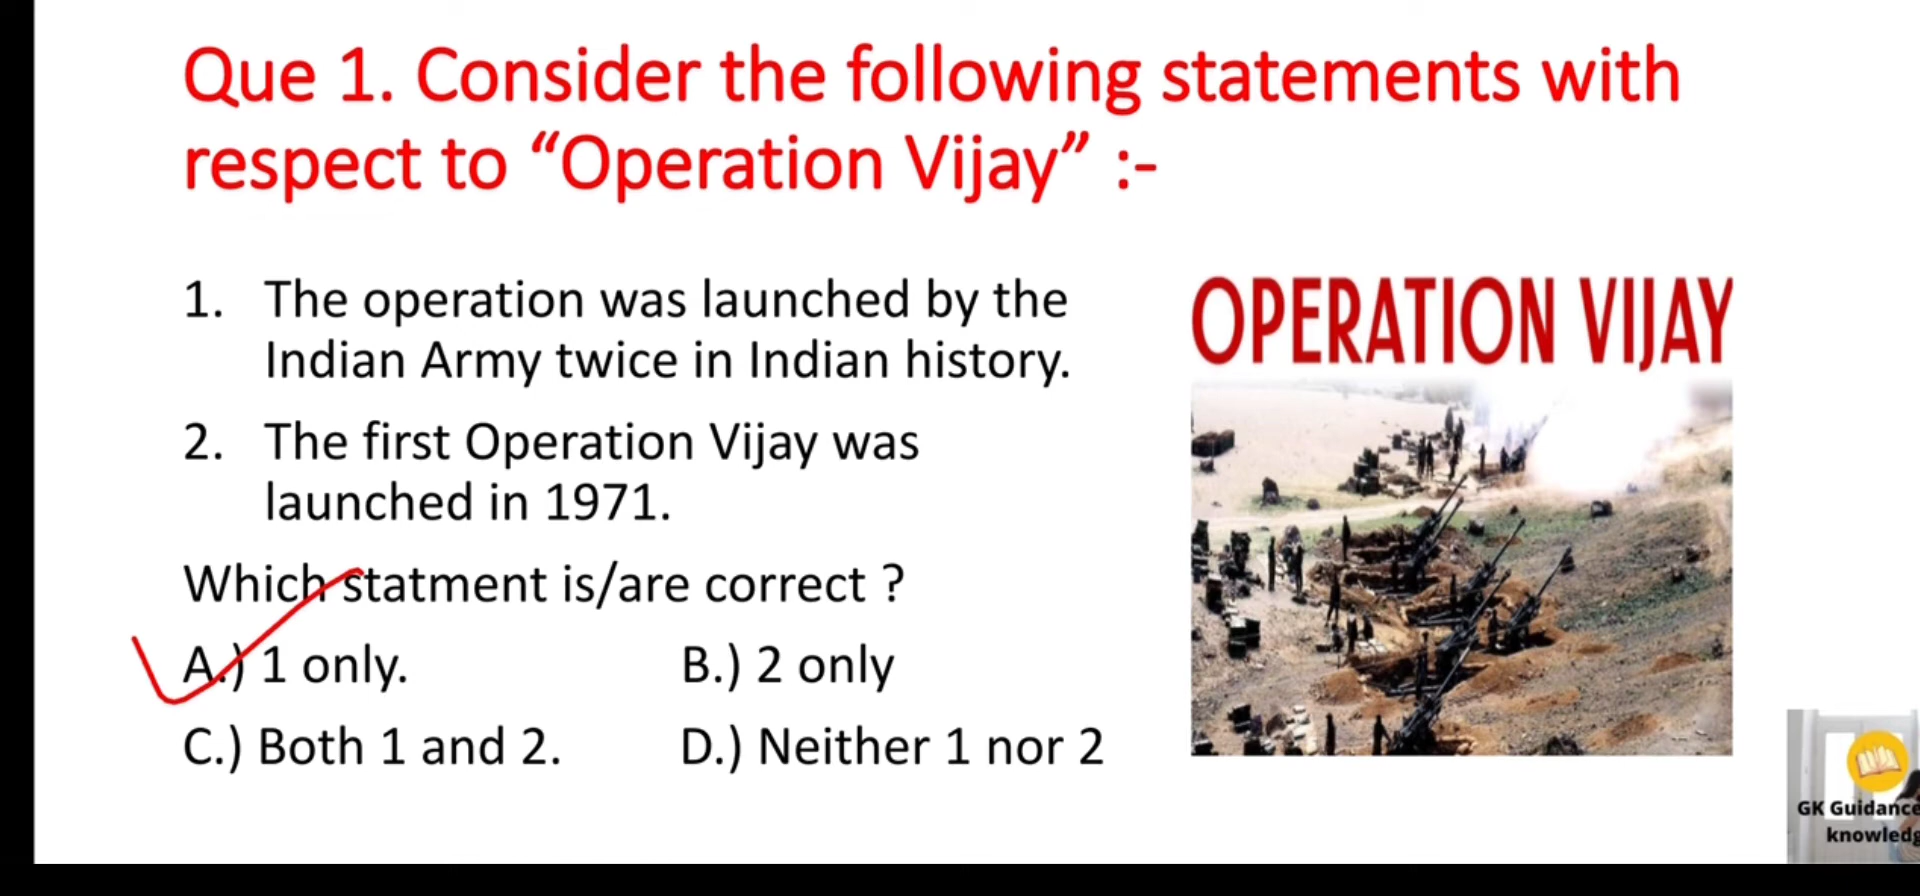 Que 1. Consider the following statements with
respect to “Operation Vijay” :-
1. The operation was launched by the
Indian Army twice in Indian history.
2. The first Operation Vijay was
launched in 1971.
Which statment is/are correct ?
A.) 1 only. B.) 2 only
C.) Both 1 and 2. D.) Neither 1 nor 2
OPERATION VIJAY
GK Guidance